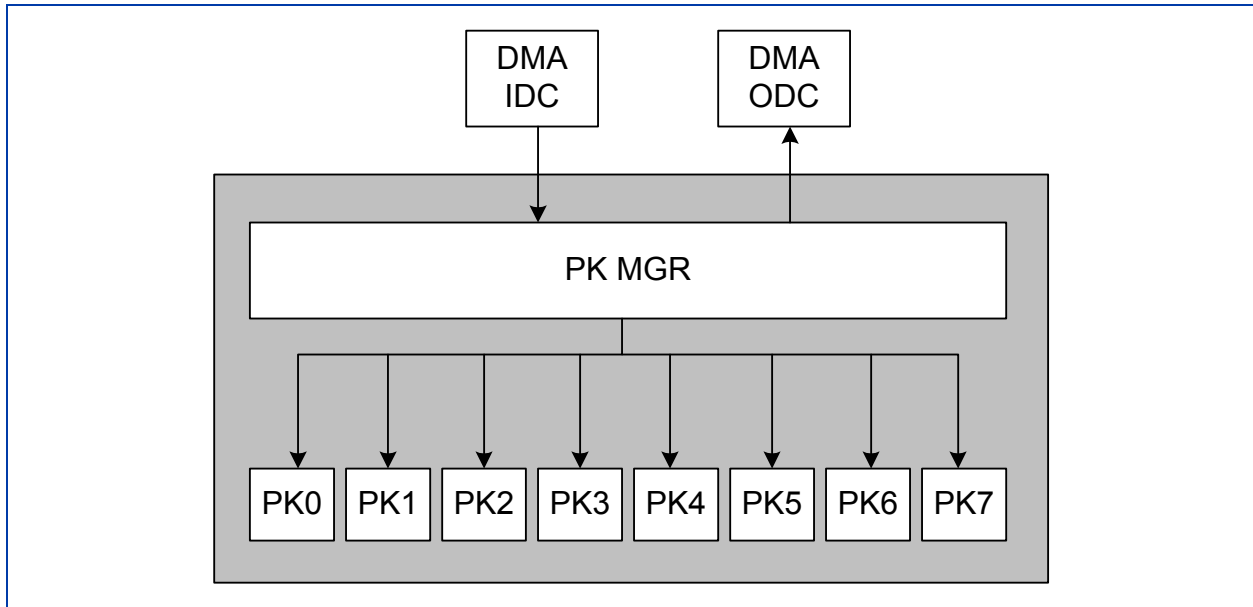 DMA
IDC
DMA
ODC
PK MGR
PK0
PK1
PK2
PK3
PK4
PK5
PK6
PK7